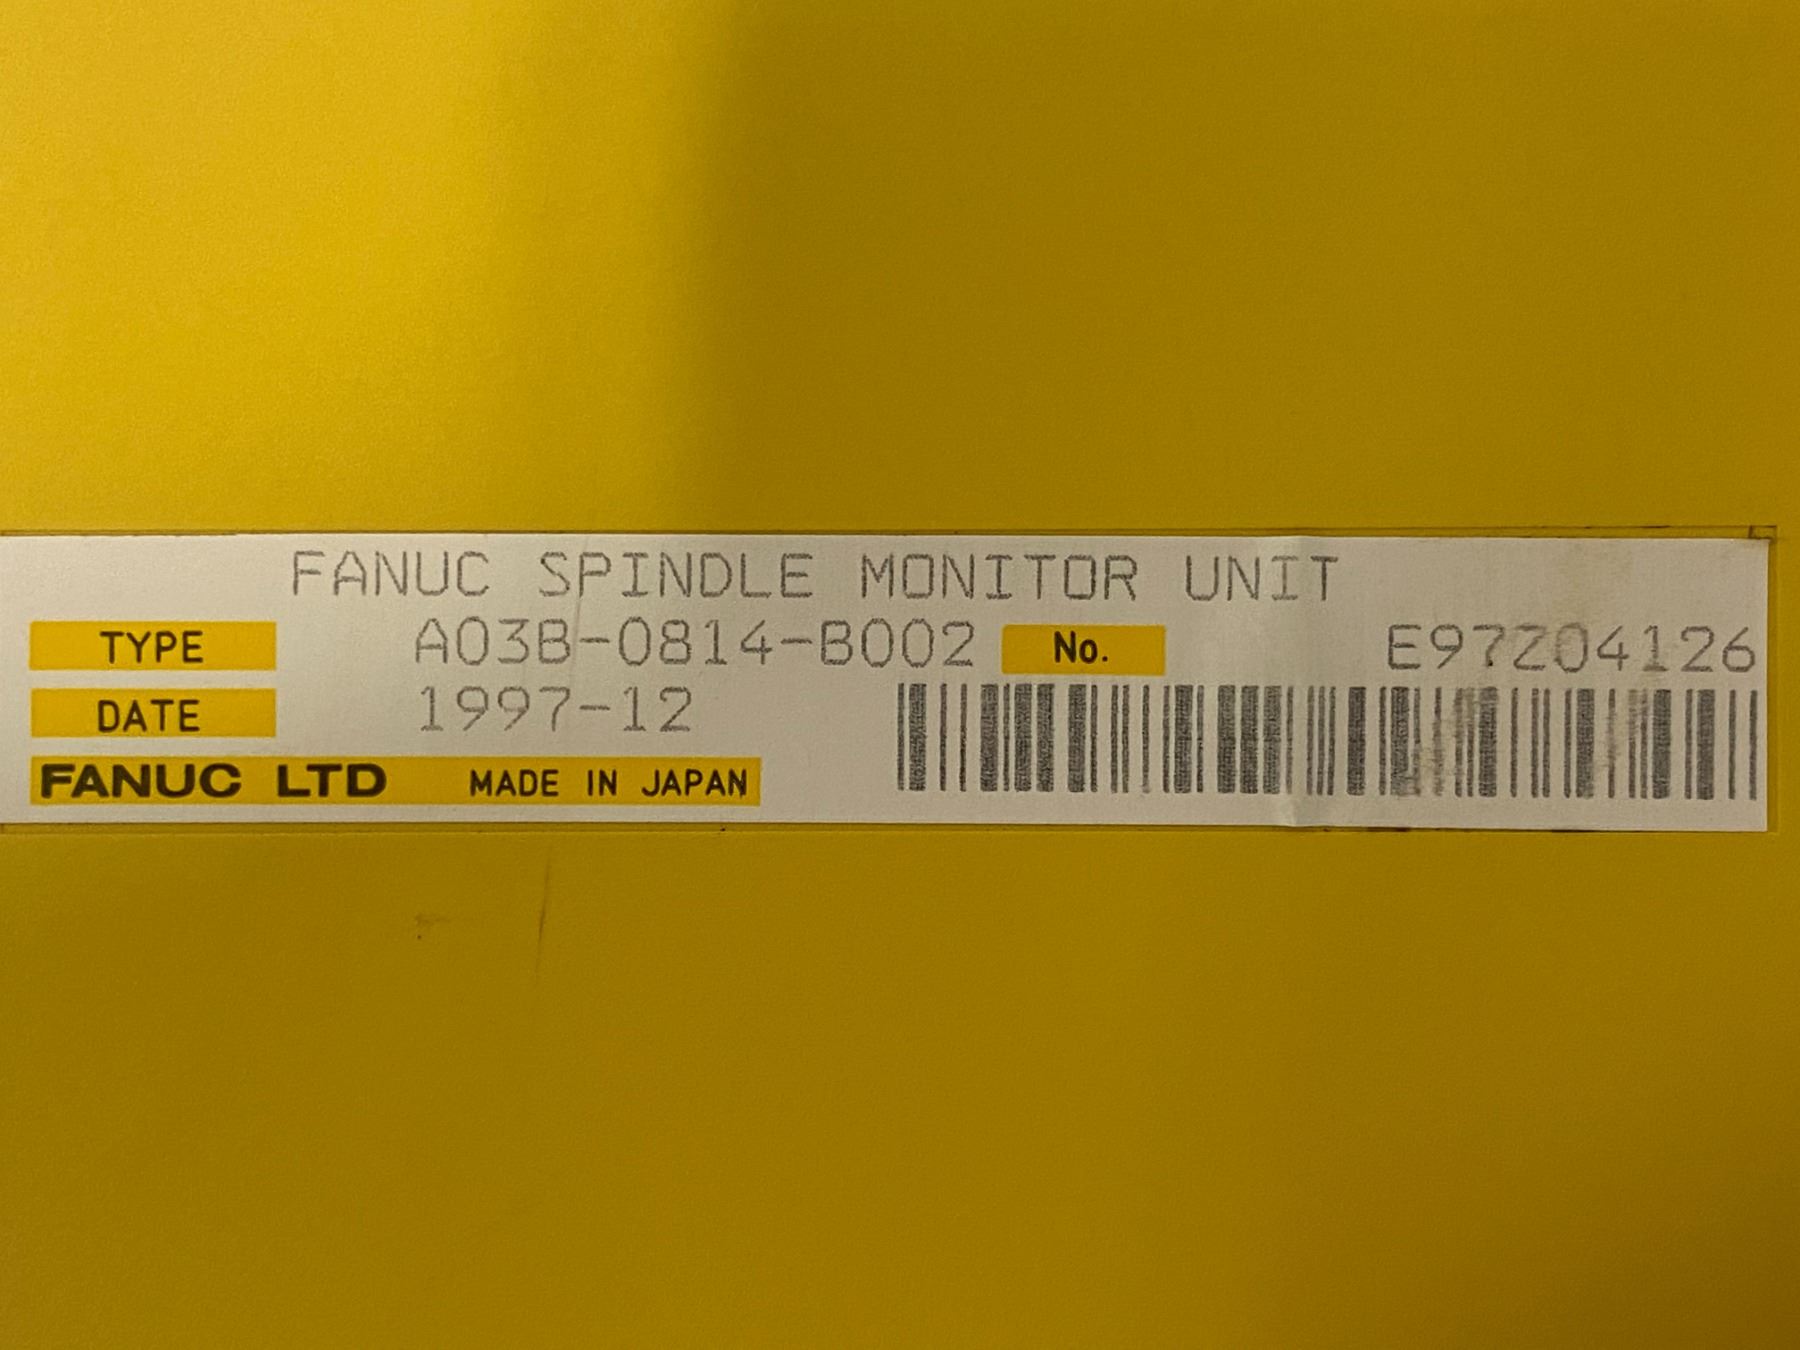 FANUC SPINDLE MONITOR UNIT
TYPE A03B-0814-B002 No. E97Z04126
DATE 1997-12
FANUC LTD MADE IN JAPAN